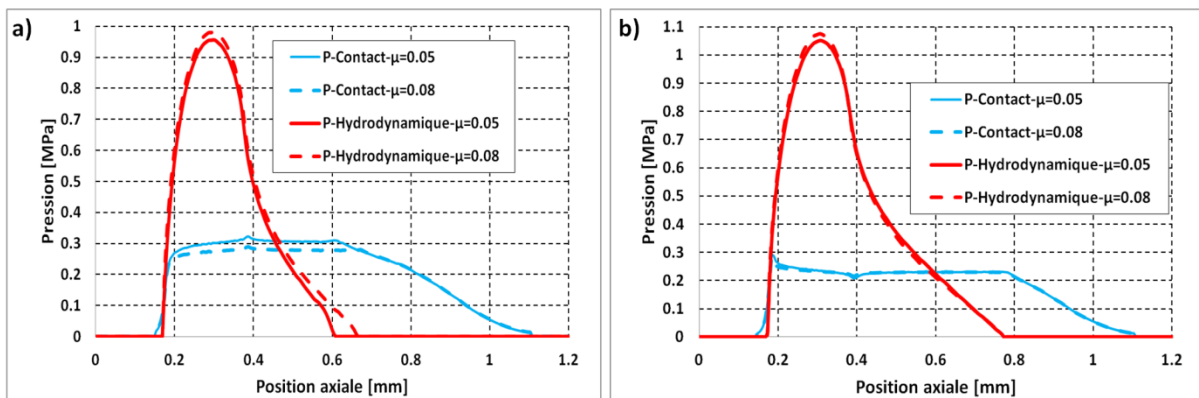 a)
Pression [MPa]
1
0.9
0.8
0.7
0.6
0.5
0.4
0.3
0.2
0.1
0
P-Contact-μ=0.05
P-Contact-μ=0.08
P-Hydrodynamique-μ=0.05
P-Hydrodynamique-μ=0.08
0 0.2 0.4 0.6 0.8 1 1.2
Position axiale [mm]
b)
Pression [MPa]
1.1
1
0.9
0.8
0.7
0.6
0.5
0.4
0.3
0.2
0.1
0
P-Contact-μ=0.05
P-Contact-μ=0.08
P-Hydrodynamique-μ=0.05
P-Hydrodynamique-μ=0.08
0 0.2 0.4 0.6 0.8 1 1.2
Position axiale [mm]